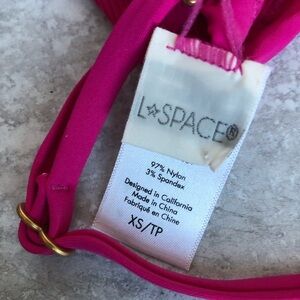 L☆SPACE®
97% Nylon
3% Spandex
Designed in California
Made in China
Fabriqué en Chine
XS/TP